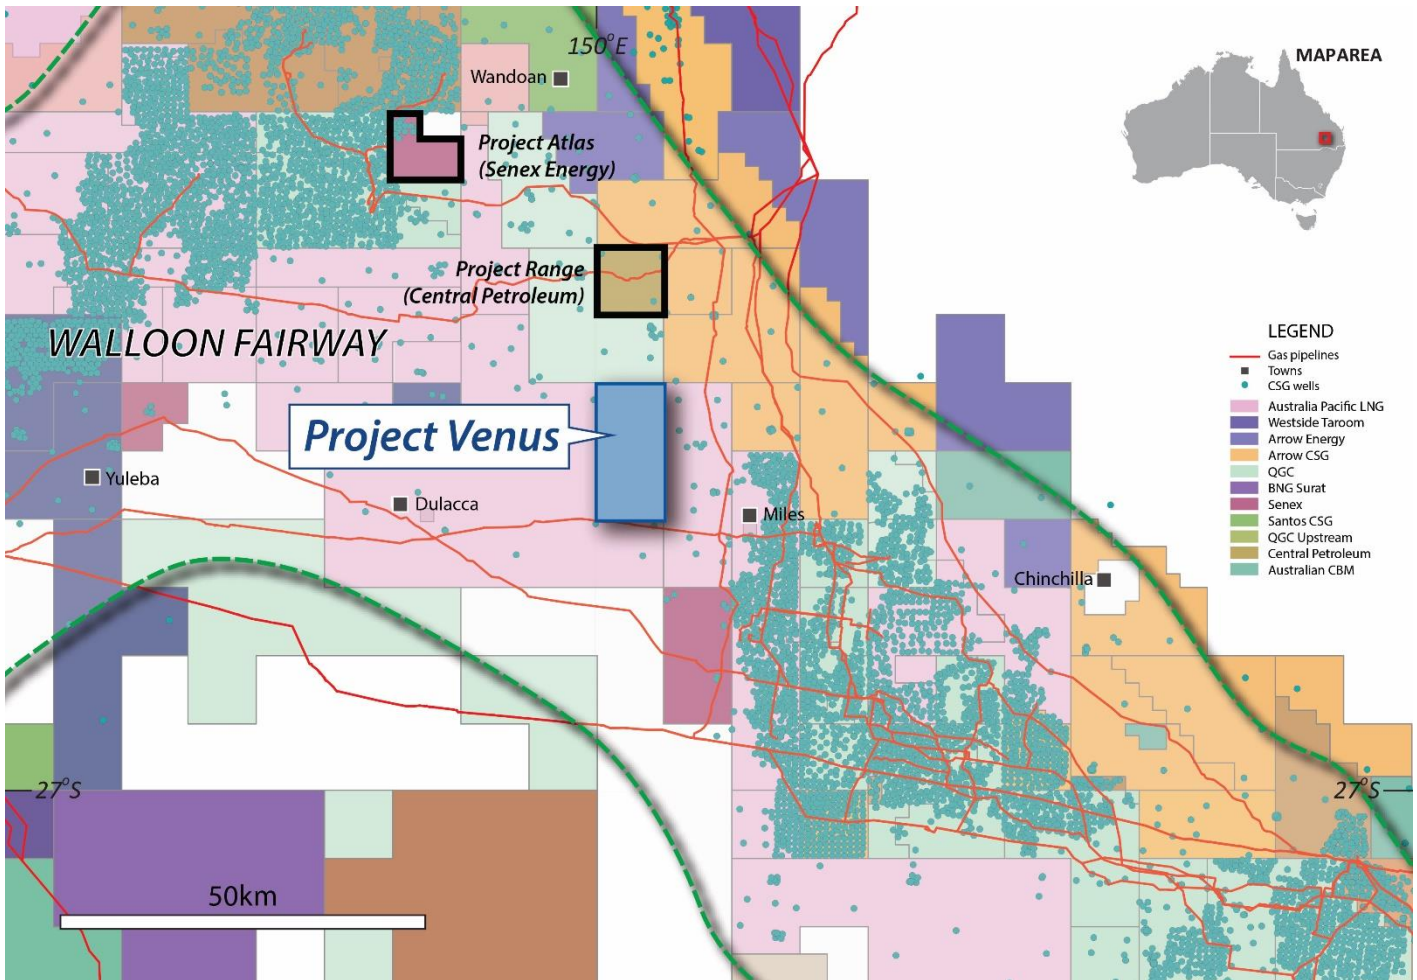 150°E
MAPAREA
Wandoan
Project Atlas
(Senex Energy)
Project Range
(Central Petroleum)
WALLOON FAIRWAY
LEGEND
Gas pipelines
Towns
CSG wells
Australia Pacific LNG
Westside Taroom
Arrow Energy
Arrow CSG
QGC
BNG Surat
Senex
Santos CSG
QGC Upstream
Central Petroleum
Australian CBM
Project Venus
Yuleba
Dulacca
Miles
Chinchilla
27°S
27°S
50km